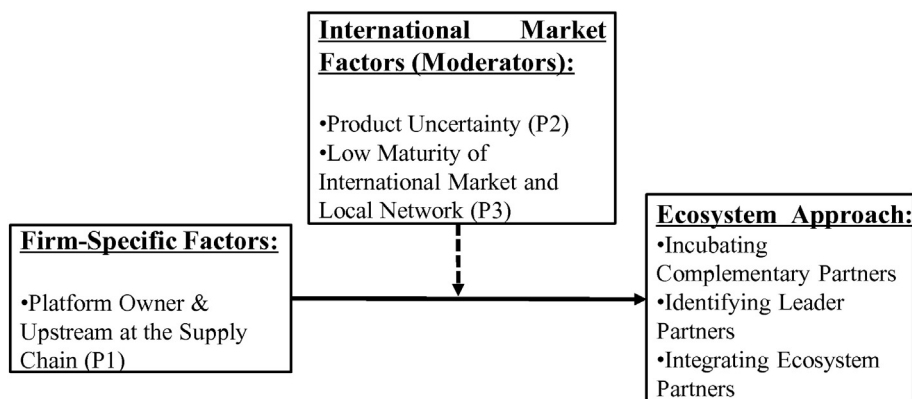 International Market
Factors (Moderators):
•Product Uncertainty (P2)
•Low Maturity of
International Market and
Local Network (P3)
Firm-Specific Factors:
•Platform Owner &
Upstream at the Supply
Chain (P1)
Ecosystem Approach:
•Incubating
Complementary Partners
•Identifying Leader
Partners
•Integrating Ecosystem
Partners